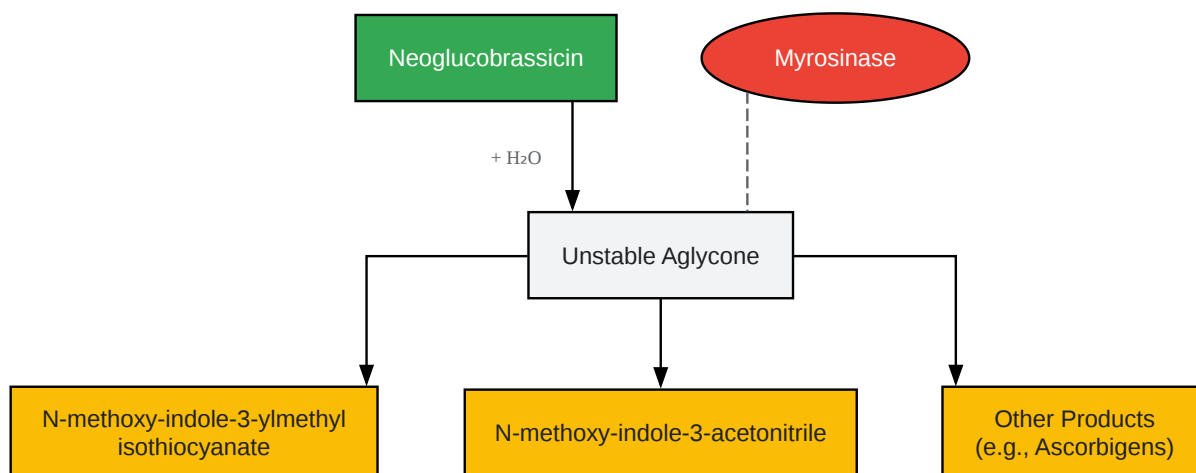 Neoglucobrassicin
Myrosinase
+ H₂O
Unstable Aglycone
N-methoxy-indole-3-ylmethyl
isothiocyanate
N-methoxy-indole-3-acetonitrile
Other Products
(e.g., Ascorbigens)